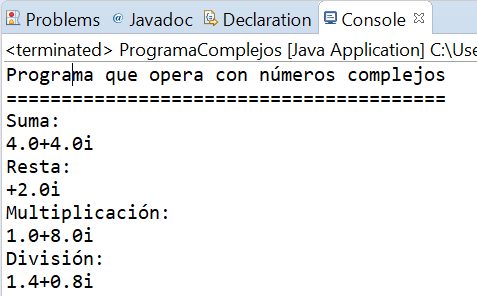 Problems @ Javadoc Declaration Console
<terminated> ProgramaComplejos [Java Application] C:\Use
Programa que opera con números complejos
========================================
Suma:
4.0+4.0i
Resta:
+2.0i
Multiplicación:
1.0+8.0i
División:
1.4+0.8i